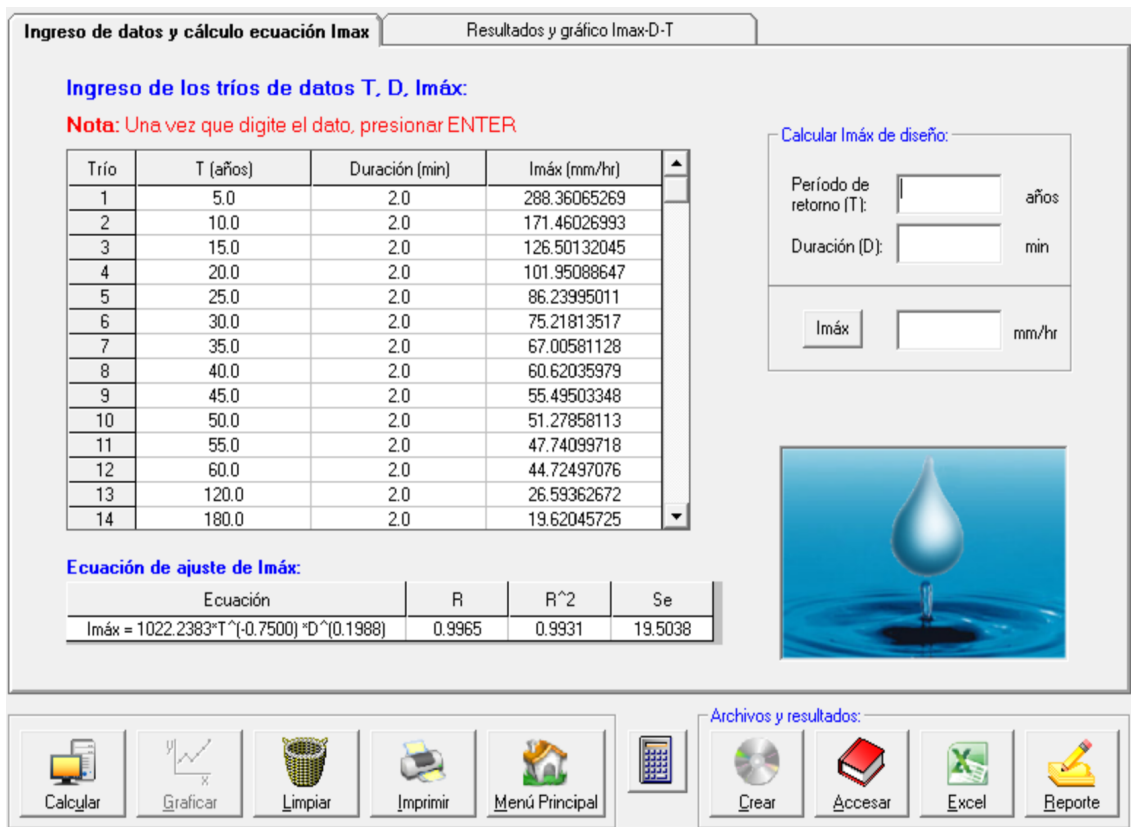 Ingreso de datos y cálculo ecuación Imax
Resultados y gráfico Imax-D-T
Ingreso de los tríos de datos T, D, Imáx:
Nota: Una vez que digite el dato, presionar ENTER
Trío T (años) Duración (min) Imáx (mm/hr)
1 5.0 2.0 288.36065269
2 10.0 2.0 171.46026993
3 15.0 2.0 126.50132045
4 20.0 2.0 101.95088647
5 25.0 2.0 86.23995011
6 30.0 2.0 75.21813517
7 35.0 2.0 67.00581128
8 40.0 2.0 60.62035979
9 45.0 2.0 55.49503348
10 50.0 2.0 51.27858113
11 55.0 2.0 47.74099718
12 60.0 2.0 44.72497076
13 120.0 2.0 26.59362672
14 180.0 2.0 19.62045725
Calcular Imáx de diseño:
Período de
retorno (T):
años
Duración (D):
min
Imáx
mm/hr
Ecuación de ajuste de Imáx:
Ecuación R R^2 Se
Imáx = 1022.2383*T^(-0.7500) *D^(0.1988) 0.9965 0.9931 19.5038
Calcular
y
x
Graficar
Limpiar
Imprimir
Menú Principal
Archivos y resultados:
Crear
Accesar
Excel
Reporte